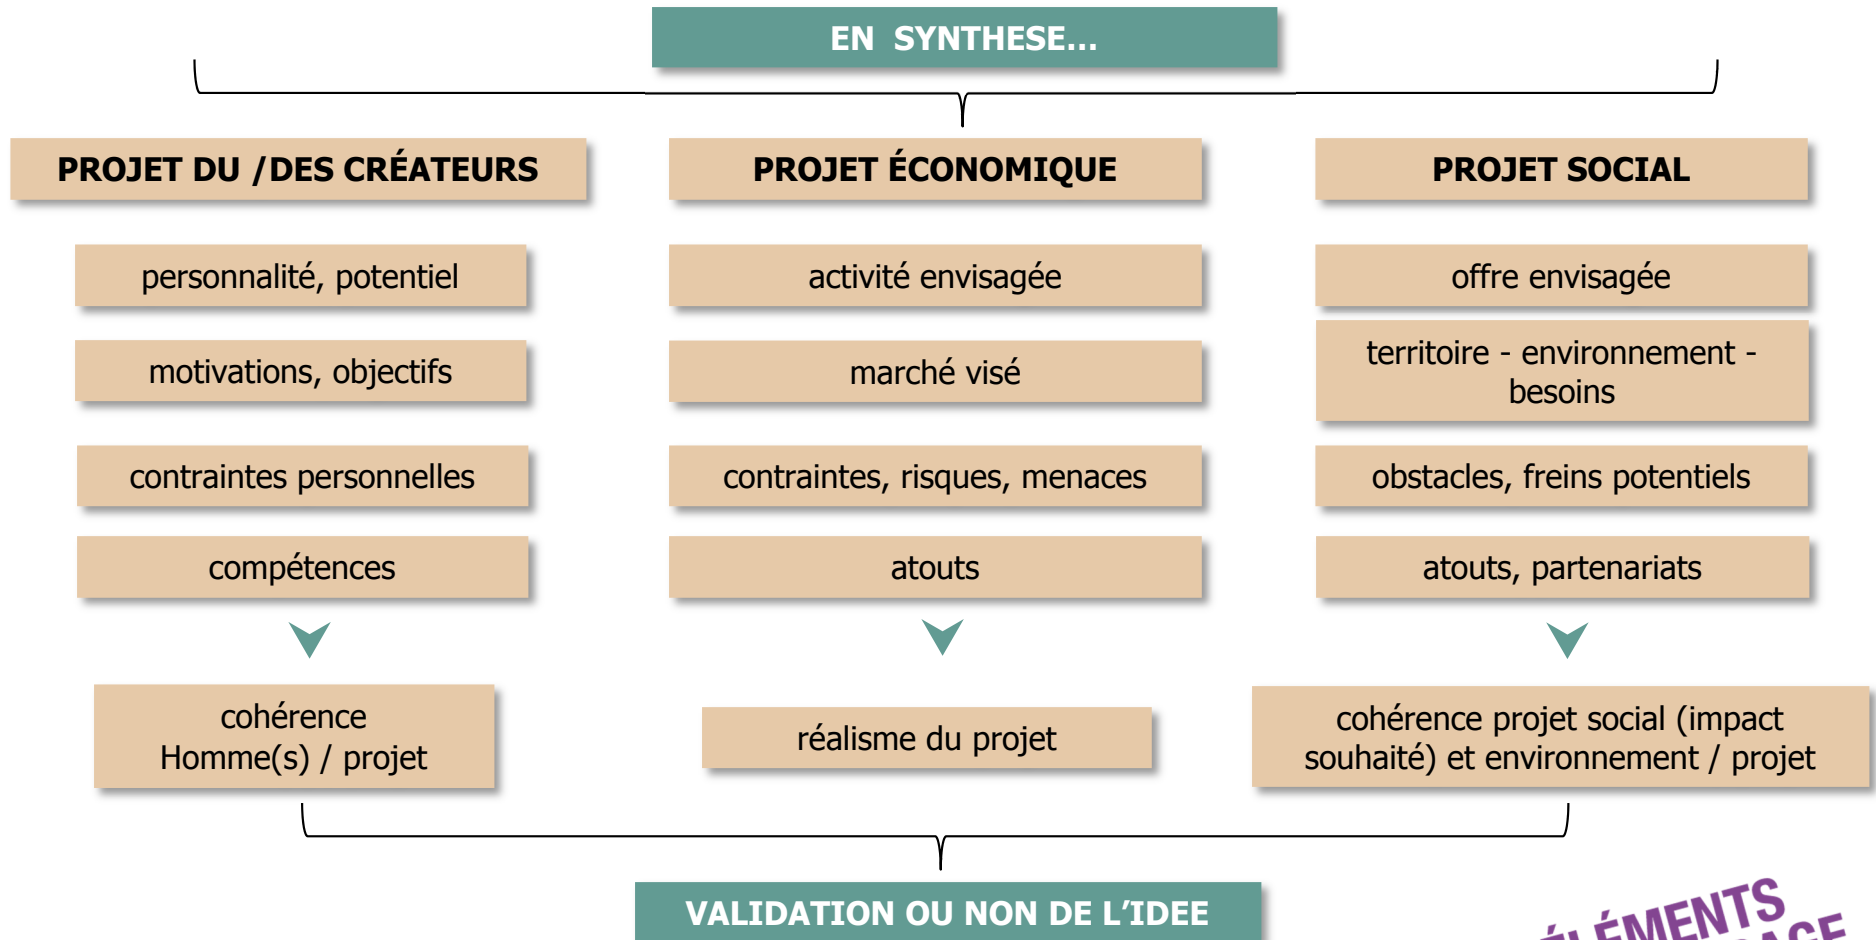 EN SYNTHESE...
PROJET DU /DES CRÉATEURS
personnalité, potentiel
motivations, objectifs
contraintes personnelles
compétences
cohérence
Homme(s) / projet
PROJET ÉCONOMIQUE
activité envisagée
marché visé
contraintes, risques, menaces
atouts
réalisme du projet
PROJET SOCIAL
offre envisagée
territoire - environnement -
besoins
obstacles, freins potentiels
atouts, partenariats
cohérence projet social (impact
souhaité) et environnement / projet
VALIDATION OU NON DE L’IDEE
ÉLÉMENTS